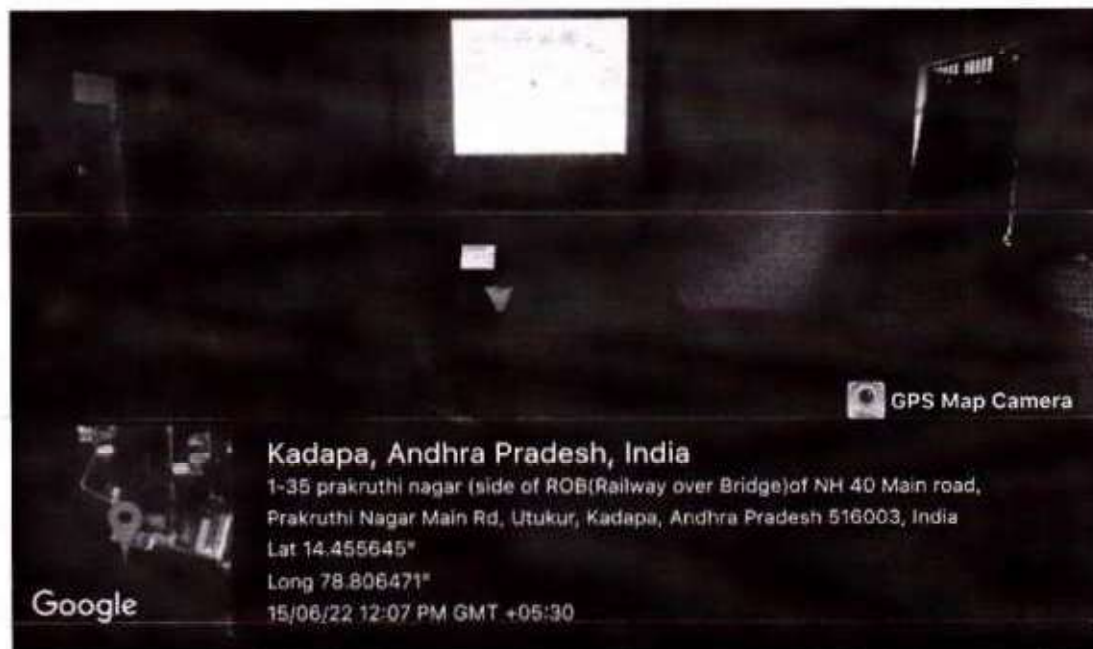 GPS Map Camera
Kadapa, Andhra Pradesh, India
1-35 prakruthi nagar (side of ROB(Railway over Bridge)of NH 40 Main road,
Prakruthi Nagar Main Rd, Utukur, Kadapa, Andhra Pradesh 516003, India
Lat 14.455645°
Long 78.806471°
15/06/22 12:07 PM GMT +05:30
Google